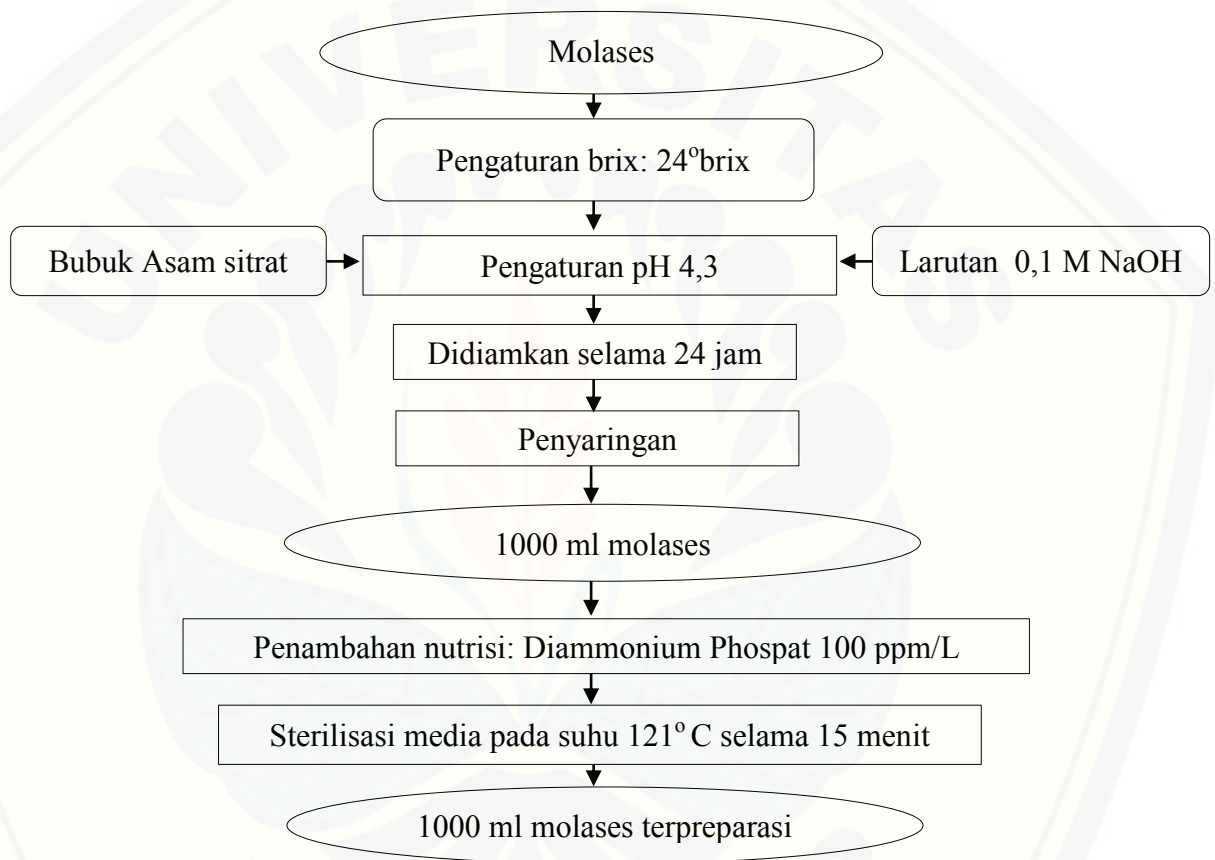 UNIVERSITAS
Molases
Pengaturan brix: 24°brix
Bubuk Asam sitrat
Pengaturan pH 4,3
Larutan 0,1 M NaOH
Didiamkan selama 24 jam
Penyaringan
1000 ml molases
Penambahan nutrisi: Diammonium Phospat 100 ppm/L
Sterilisasi media pada suhu 121° C selama 15 menit
1000 ml molases terpreparasi